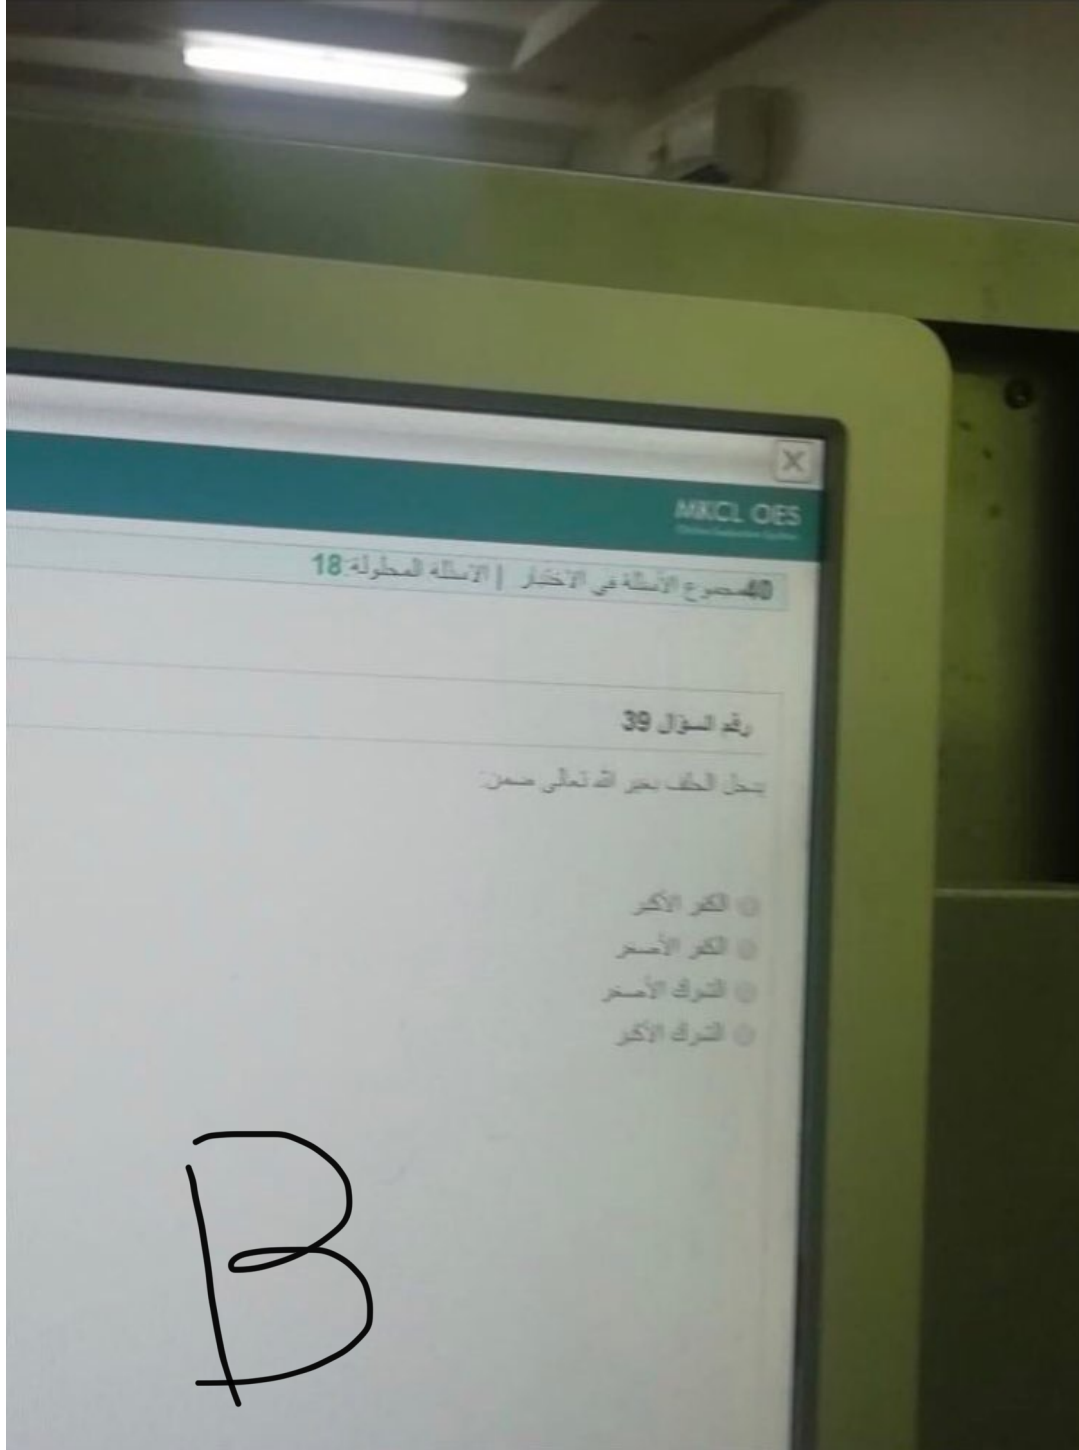 MKCL OES
40مجموع الأسئلة في الاختبار | الاسئلة المحلولة:18
رقم السؤال 39
يدخل الحلف بغير الله تعالى ضمن:
الكفر الأكبر
الكفر الأصغر
الشرك الأصغر
الشرك الأكبر
B